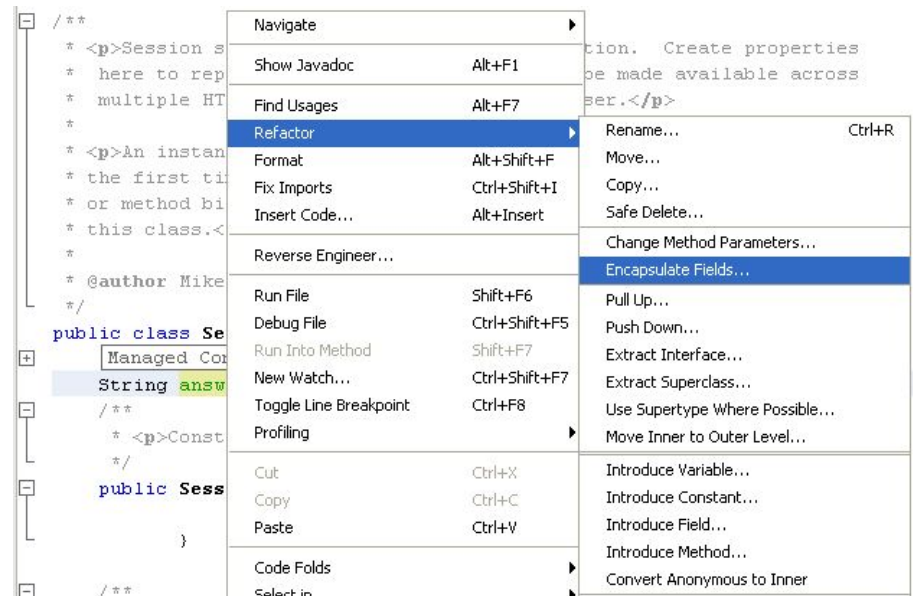 /**
* <p>Session s
tion. Create properties
* here to rep
be made available across
* multiple HT
ser.</p>
*
* <p>An instan
* the first ti
* or method bi
* this class.<
*
* @author Mike
*/
public class Se
Managed Co
String answ
/**
* <p>Const
*/
public Sess
}
/**
Navigate
Show Javadoc Alt+F1
Find Usages Alt+F7
Refactor
Format Alt+Shift+F
Fix Imports Ctrl+Shift+I
Insert Code... Alt+Insert
Reverse Engineer...
Run File Shift+F6
Debug File Ctrl+Shift+F5
Run Into Method Shift+F7
New Watch... Ctrl+Shift+F7
Toggle Line Breakpoint Ctrl+F8
Profiling
Cut Ctrl+X
Copy Ctrl+C
Paste Ctrl+V
Code Folds
Select in
Rename... Ctrl+R
Move...
Copy...
Safe Delete...
Change Method Parameters...
Encapsulate Fields...
Pull Up...
Push Down...
Extract Interface...
Extract Superclass...
Use Supertype Where Possible...
Move Inner to Outer Level...
Introduce Variable...
Introduce Constant...
Introduce Field...
Introduce Method...
Convert Anonymous to Inner